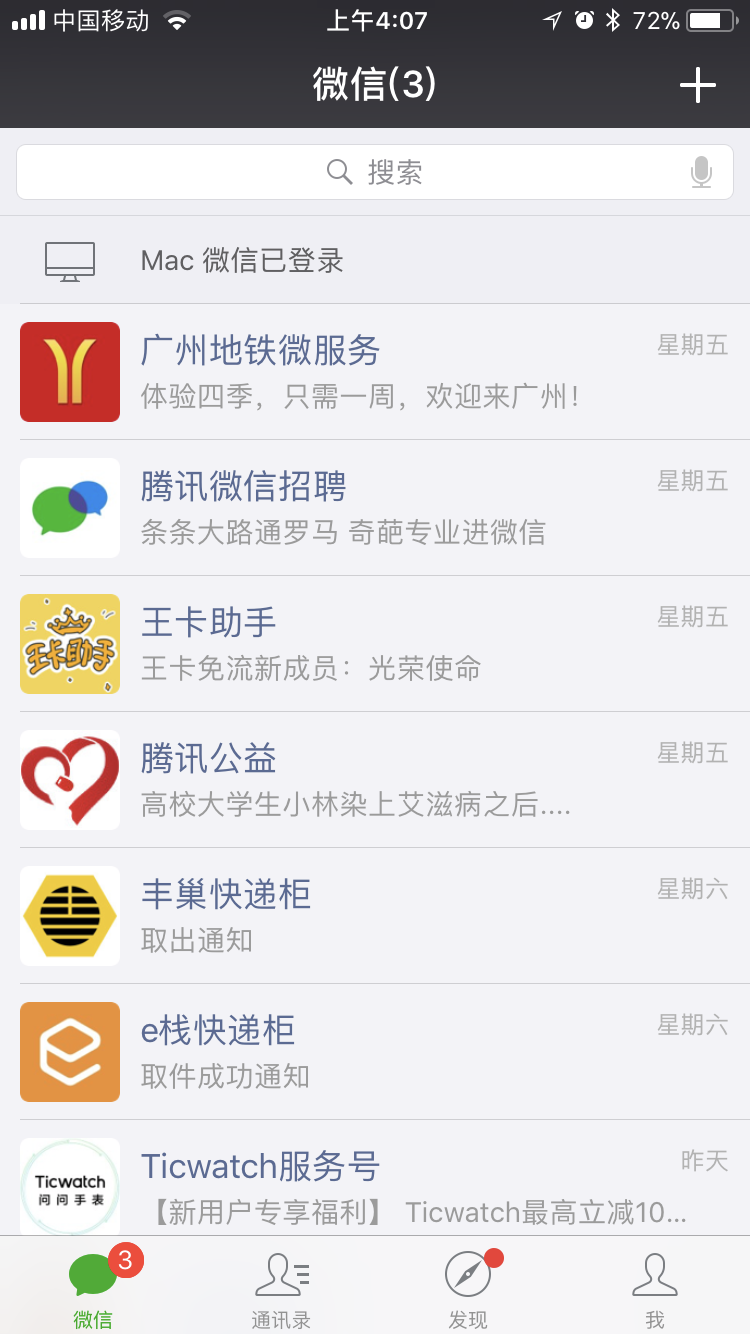 中国移动 上午4:07 72%
微信(3)
搜索
Mac 微信已登录
广州地铁微服务 星期五
体验四季，只需一周，欢迎来广州！
腾讯微信招聘 星期五
条条大路通罗马 奇葩专业进微信
王卡助手
王卡助手 星期五
王卡免流新成员：光荣使命
腾讯公益 星期五
高校大学生小林染上艾滋病之后....
丰巢快递柜 星期六
取出通知
e栈快递柜 星期六
取件成功通知
Ticwatch
问问手表
Ticwatch服务号 昨天
【新用户专享福利】 Ticwatch最高立减10...
3
微信 通讯录 发现 我